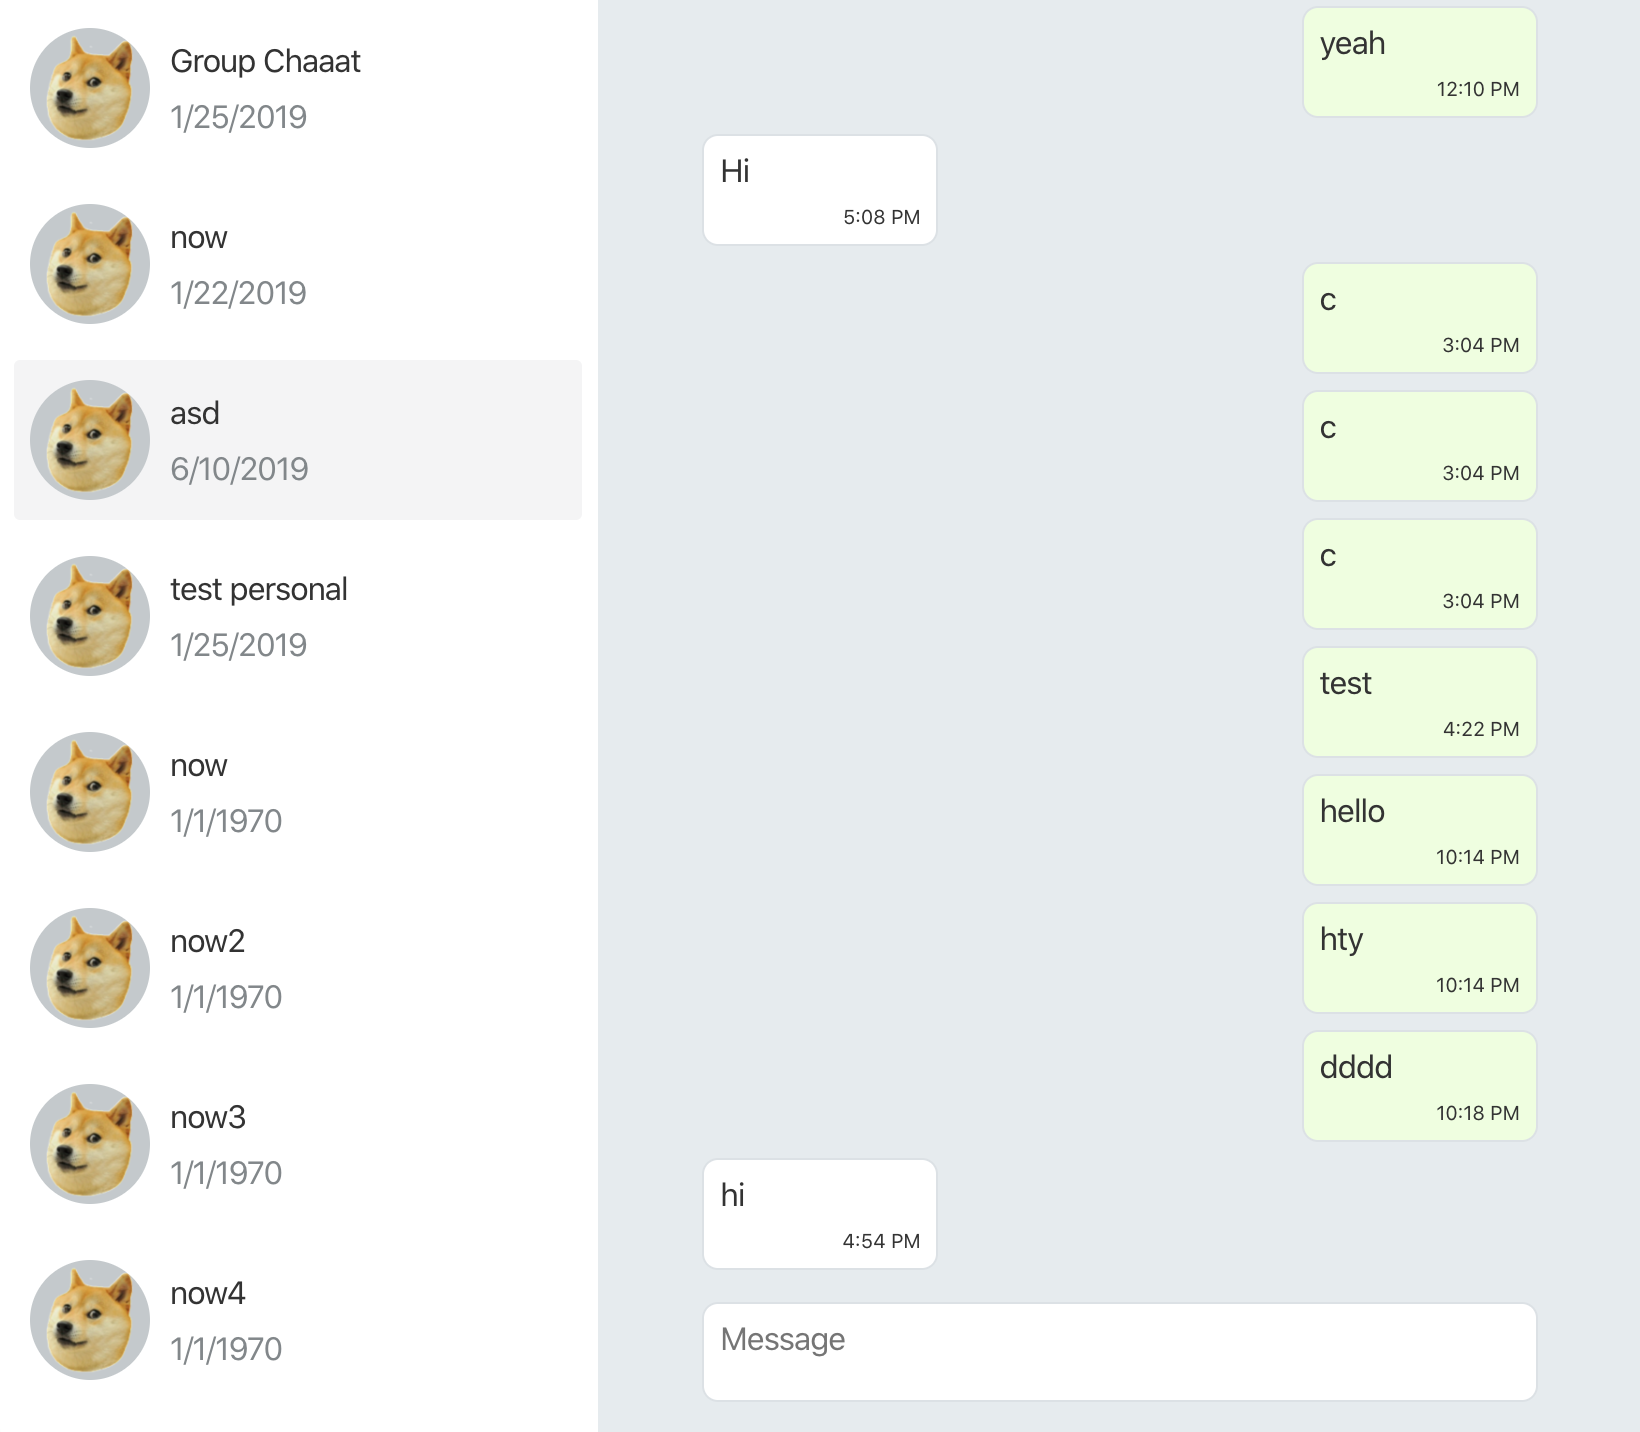 Group Chaaat
1/25/2019
now
1/22/2019
asd
6/10/2019
test personal
1/25/2019
now
1/1/1970
now2
1/1/1970
now3
1/1/1970
now4
1/1/1970
yeah
12:10 PM
Hi
5:08 PM
c
3:04 PM
c
3:04 PM
c
3:04 PM
test
4:22 PM
hello
10:14 PM
hty
10:14 PM
dddd
10:18 PM
hi
4:54 PM
Message